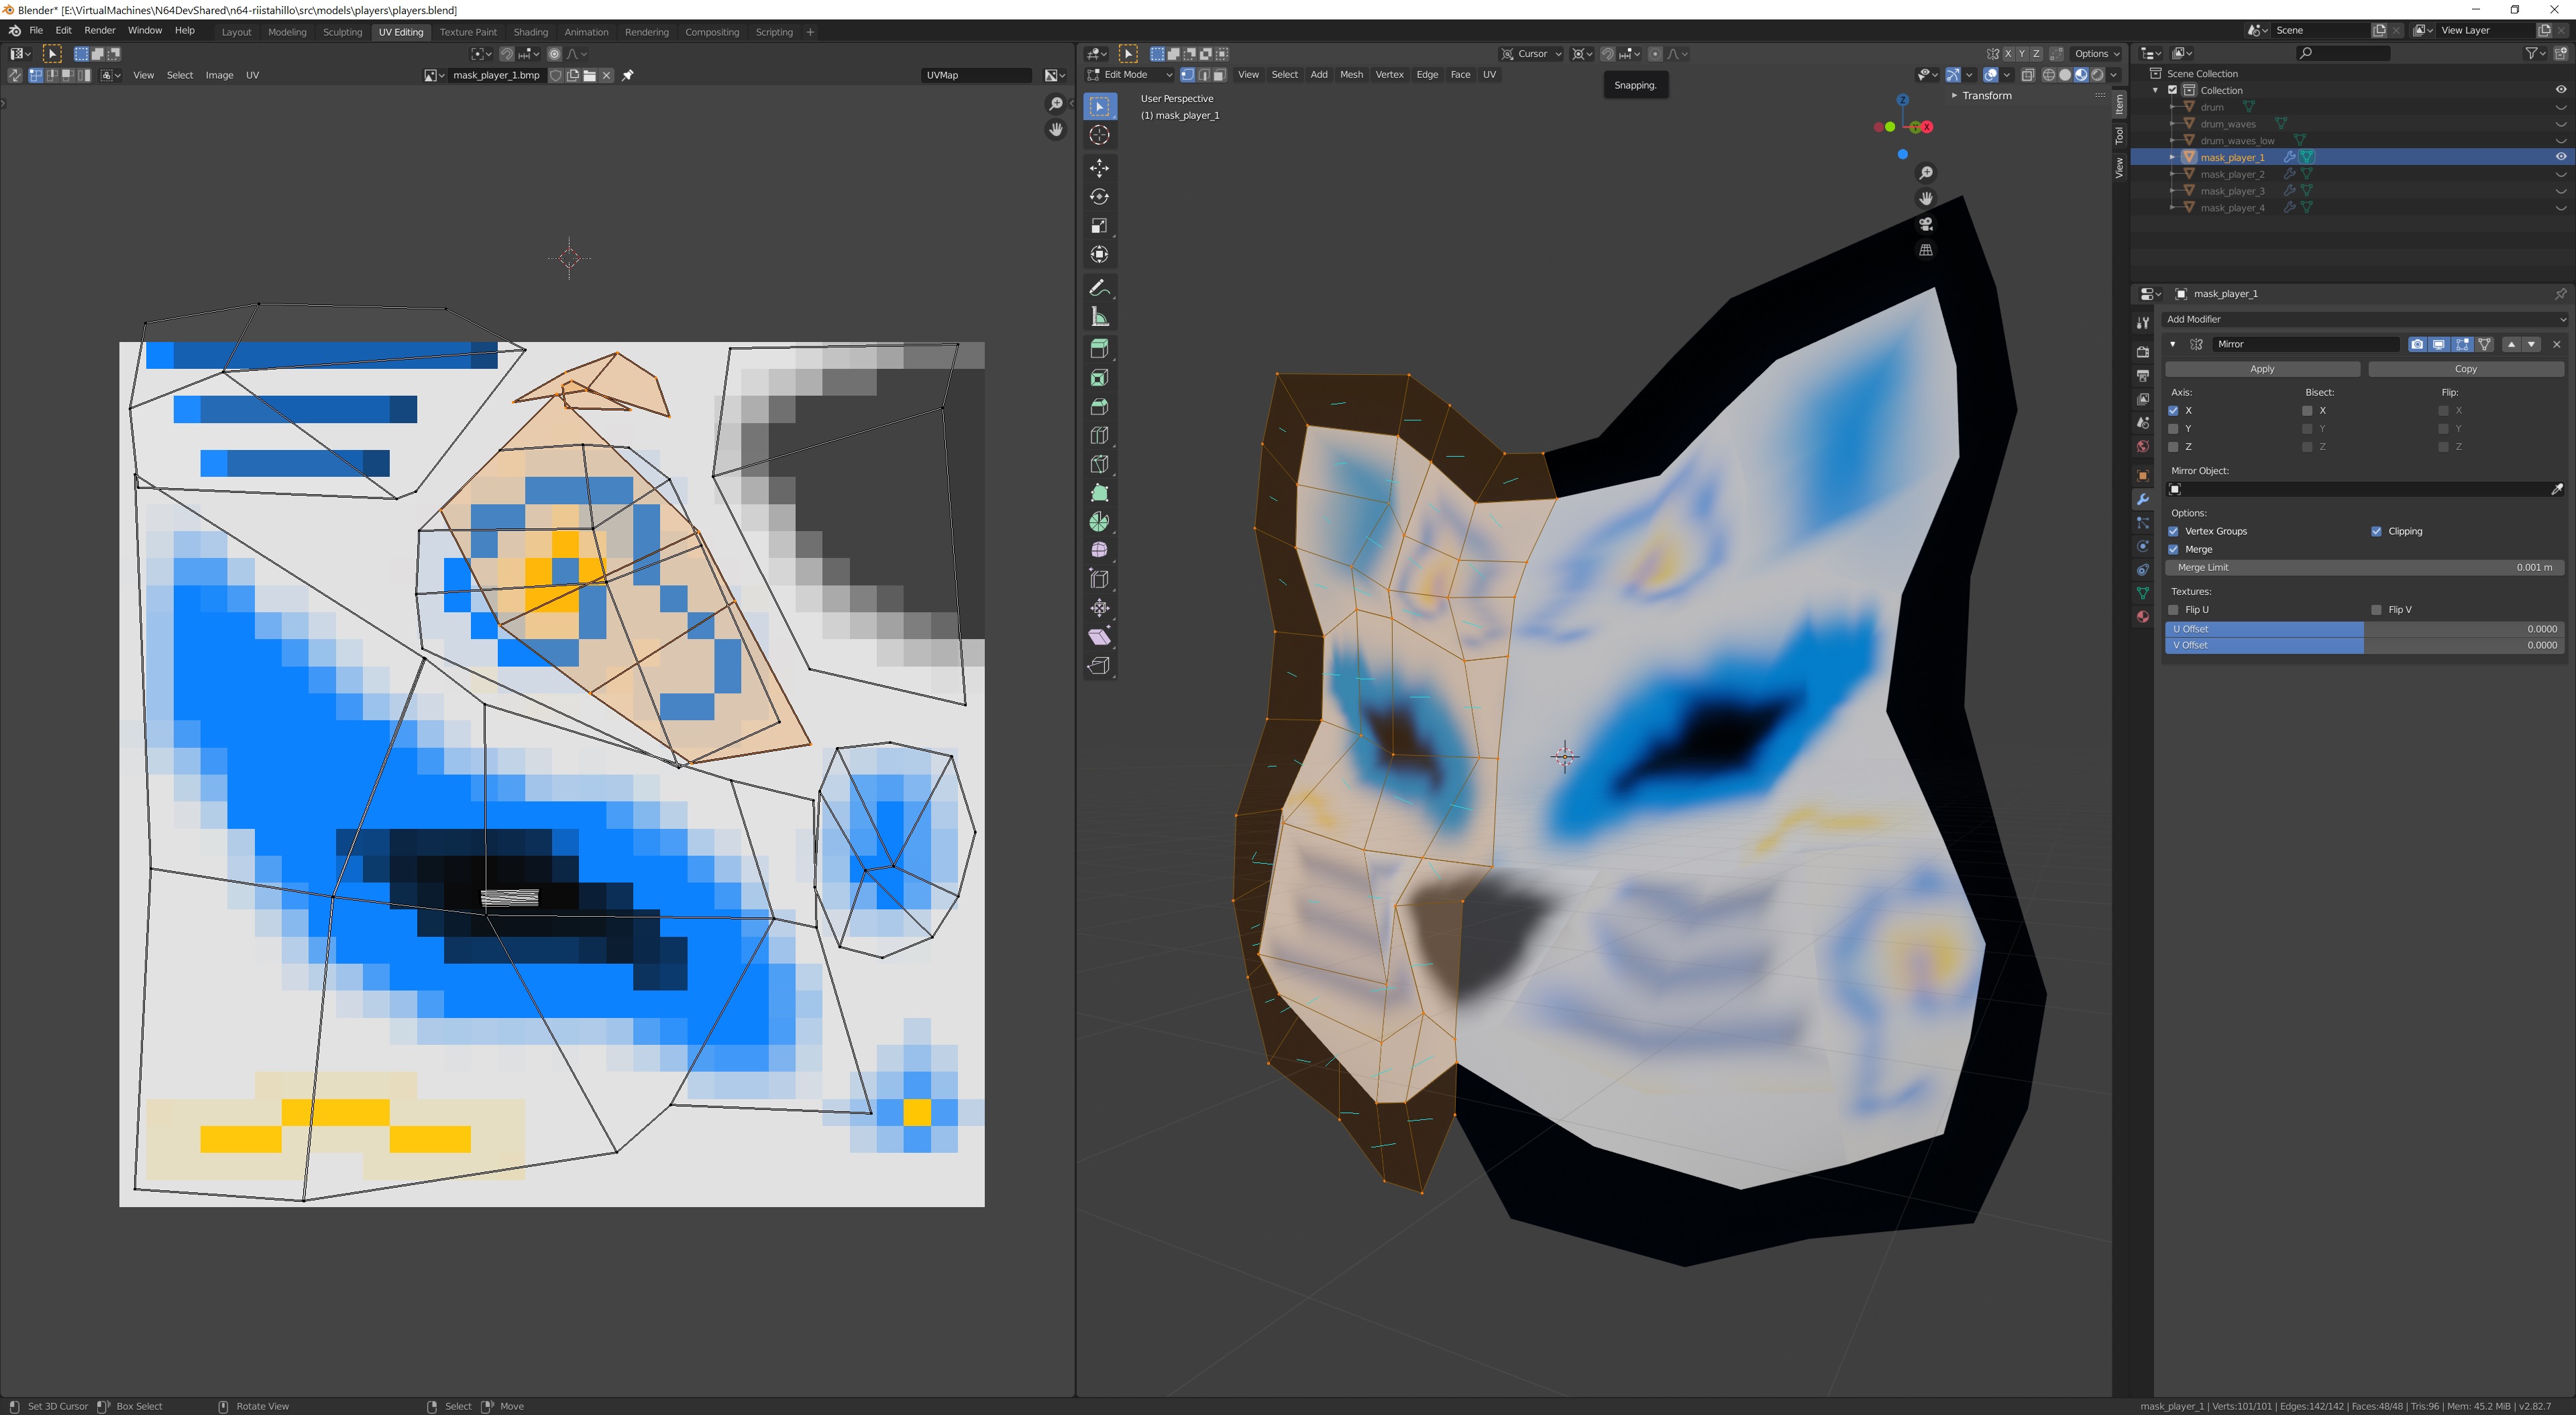 Blender* [E:\VirtualMachines\N64DevShared\n64-riistahillo\src\models\players\players.blend]
File Edit Render Window Help Layout Modeling Sculpting UV Editing Texture Paint Shading Animation Rendering Compositing Scripting + Scene View Layer
Cursor X Y Z Options
View Select Image UV mask_player_1.bmp UVMap
Edit Mode View Select Add Mesh Vertex Edge Face UV
Snapping.
User Perspective
(1) mask_player_1
Z
Y
X
Transform
Item
Tool
View
Scene Collection
Collection
drum
drum_waves
drum_waves_low
mask_player_1
mask_player_2
mask_player_3
mask_player_4
mask_player_1
Add Modifier
Mirror
Apply Copy
Axis: Bisect: Flip:
X X X
Y Y Y
Z Z Z
Mirror Object:
Options:
Vertex Groups Clipping
Merge
Merge Limit 0.001 m
Textures:
Flip U Flip V
U Offset 0.0000
V Offset 0.0000
Set 3D Cursor Box Select Rotate View Select Move
mask_player_1 | Verts:101/101 | Edges:142/142 | Faces:48/48 | Tris:96 | Mem: 45.2 MiB | v2.82.7